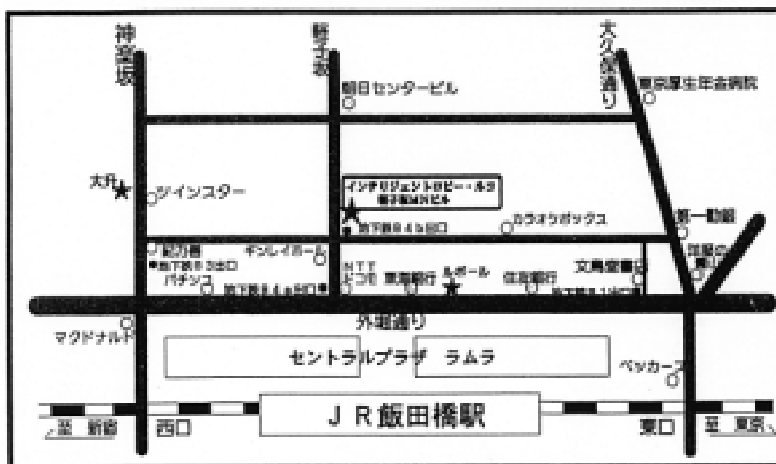 神楽坂
軽子坂
大久保通り
朝日センタービル
東京厚生年金病院
大升
ツインスター
インテリジェントロビー・ルコ
軽子坂MNビル
地下鉄B4b出口
カラオケボックス
第一勧銀
地下鉄B3出口
ギンレイホール
NTT
ドコモ
パチンコ
地下鉄B4a出口
東海銀行
ルポール
住友銀行
文鳥堂書店
地下鉄B1出口
外堀通り
マクドナルド
セントラルプラザ ラムラ
ベッカーズ
JR飯田橋駅
至 新宿
西口
東口
至 東京